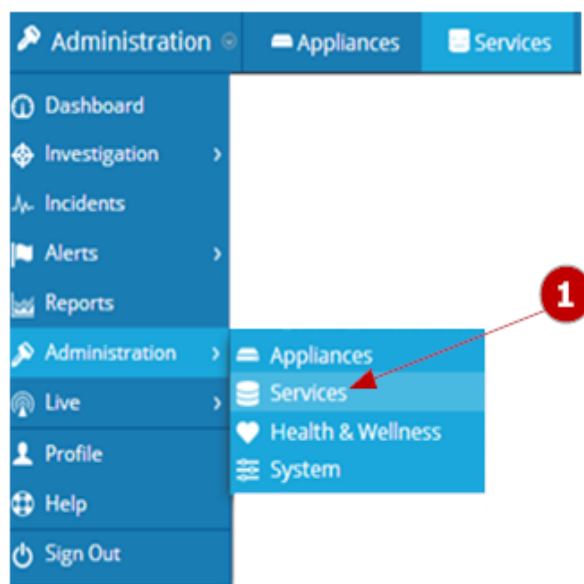 Administration Appliances Services
Dashboard
Investigation
Incidents
Alerts
Reports
Administration
Live
Profile
Help
Sign Out
Appliances
Services
Health & Wellness
System
1